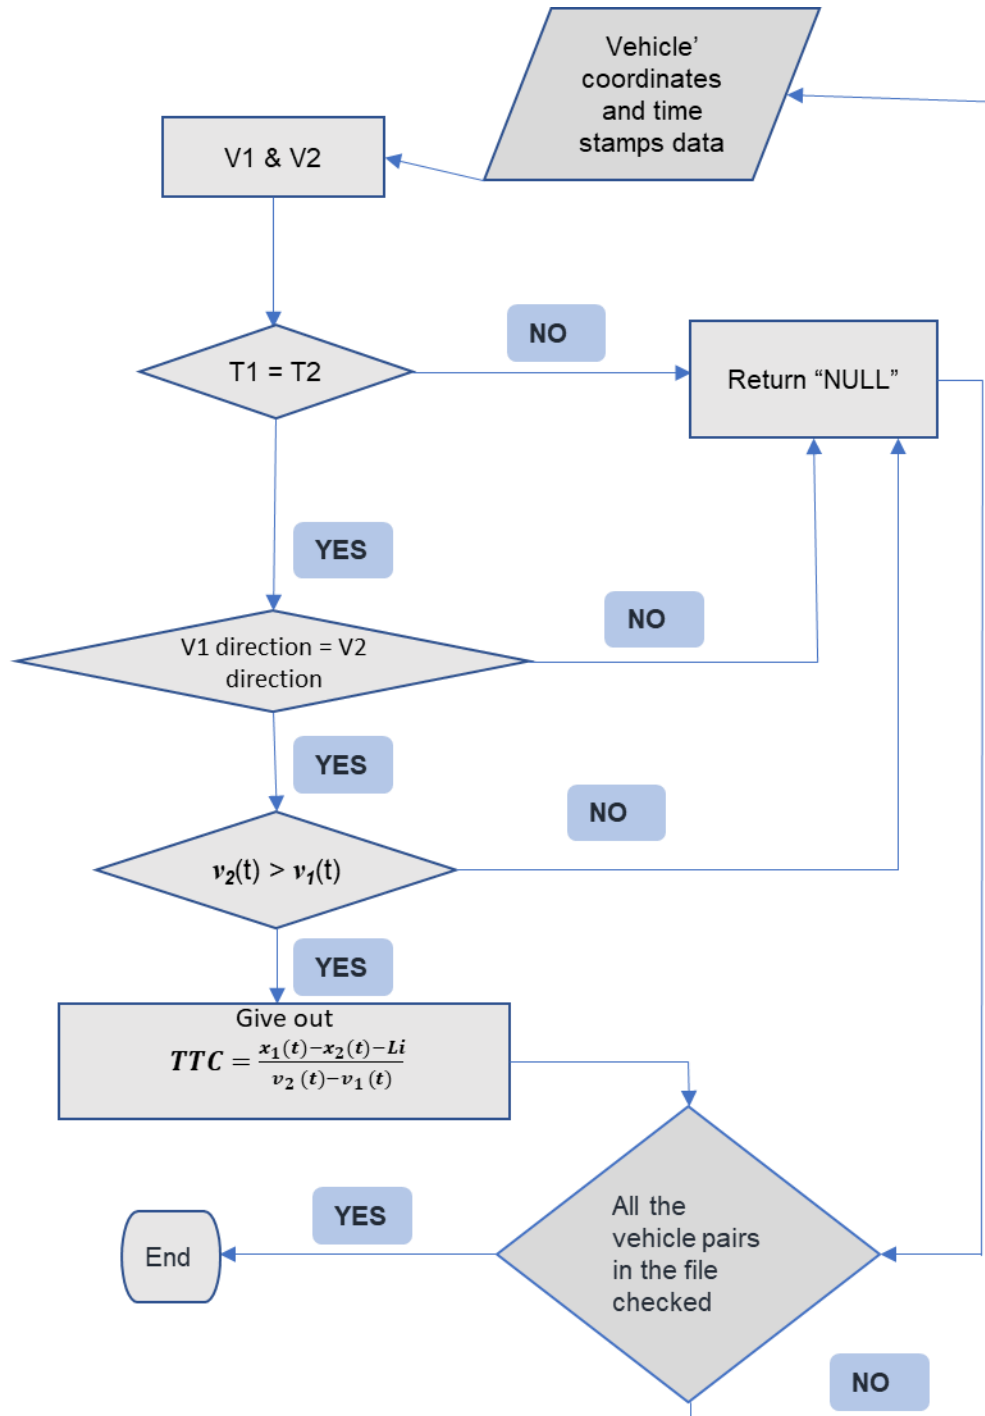 Vehicle’
coordinates
and time
stamps data
V1 & V2
T1 = T2
NO
Return “NULL”
YES
V1 direction = V2
direction
NO
YES
v₂(t) > v₁(t)
NO
YES
Give out
TTC = x₁(t)−x₂(t)−Li / v₂(t)−v₁(t)
All the
vehicle pairs
in the file
checked
YES
End
NO